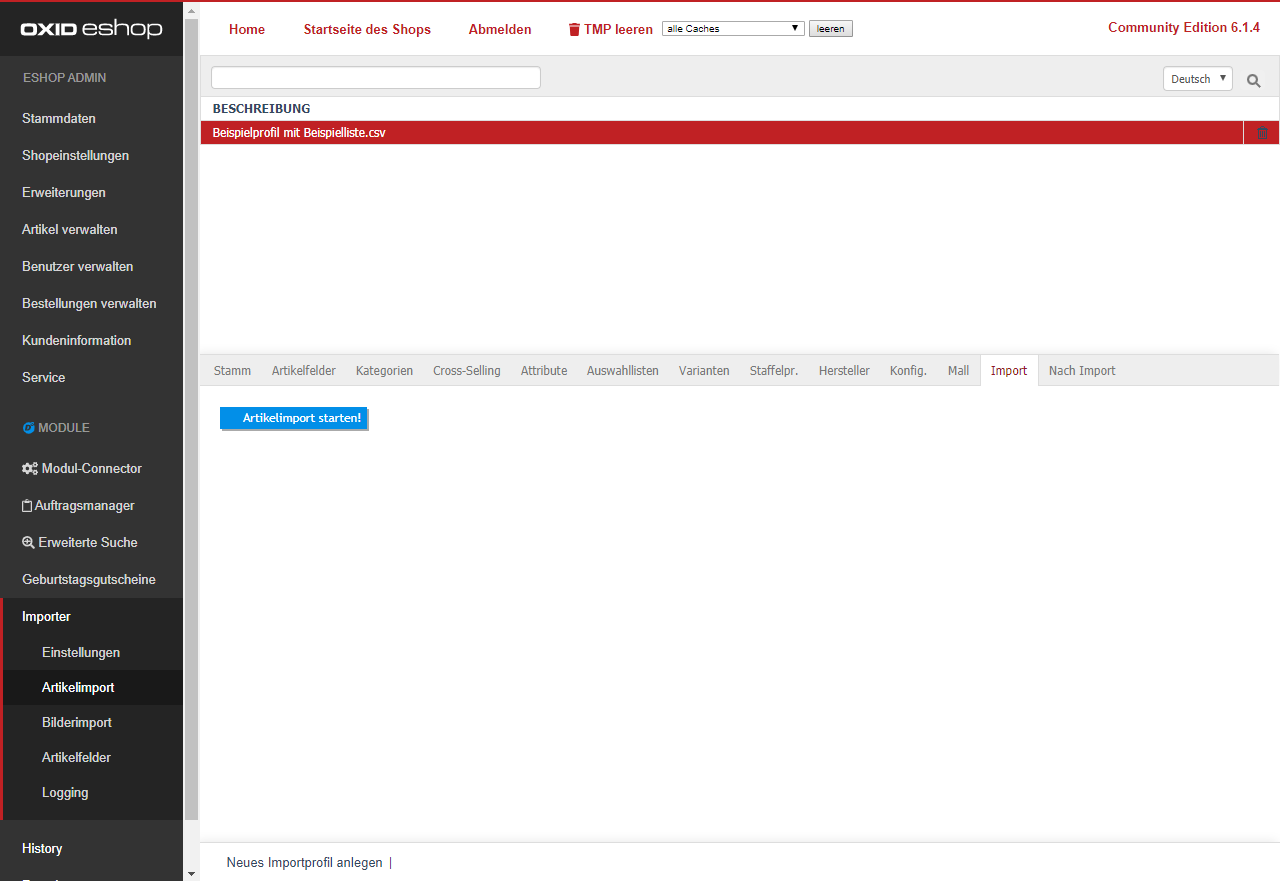 OXID eshop
Home Startseite des Shops Abmelden TMP leeren alle Caches leeren Community Edition 6.1.4
ESHOP ADMIN
Stammdaten
Shopeinstellungen
Erweiterungen
Artikel verwalten
Benutzer verwalten
Bestellungen verwalten
Kundeninformation
Service
MODULE
Modul-Connector
Auftragsmanager
Erweiterte Suche
Geburtstagsgutscheine
Importer
Einstellungen
Artikelimport
Bilderimport
Artikelfelder
Logging
History
Deutsch
BESCHREIBUNG
Beispielprofil mit Beispielliste.csv
Stamm Artikelfelder Kategorien Cross-Selling Attribute Auswahllisten Varianten Staffelpr. Hersteller Konfig. Mall Import Nach Import
Artikelimport starten!
Neues Importprofil anlegen |